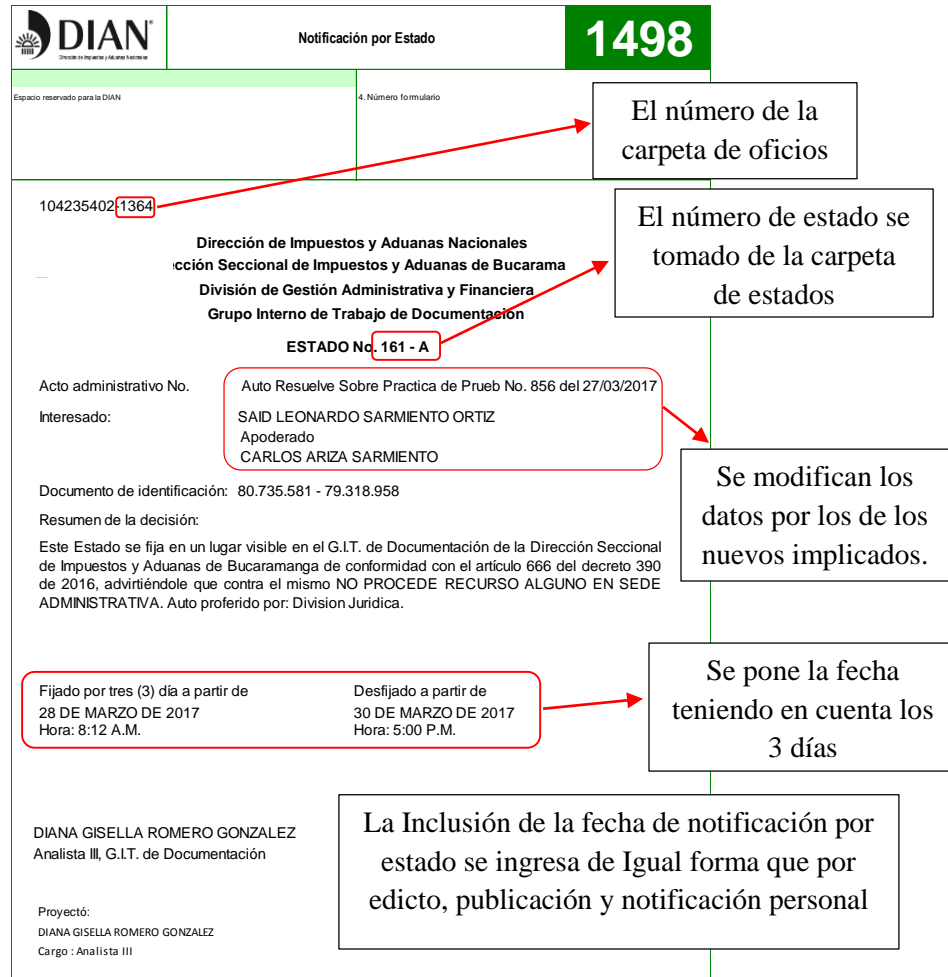 DIAN
Dirección de Impuestos y Aduanas Nacionales
Notificación por Estado
1498
Espacio reservado para la DIAN
4. Número formulario
El número de la
carpeta de oficios
104235402-1364
El número de estado se
tomado de la carpeta
de estados
Dirección de Impuestos y Aduanas Nacionales
cción Seccional de Impuestos y Aduanas de Bucarama
División de Gestión Administrativa y Financiera
Grupo Interno de Trabajo de Documentación
ESTADO No. 161 - A
Acto administrativo No. Auto Resuelve Sobre Practica de Prueb No. 856 del 27/03/2017
Interesado: SAID LEONARDO SARMIENTO ORTIZ
Apoderado
CARLOS ARIZA SARMIENTO
Se modifican los
datos por los de los
nuevos implicados.
Documento de identificación: 80.735.581 - 79.318.958
Resumen de la decisión:
Este Estado se fija en un lugar visible en el G.I.T. de Documentación de la Dirección Seccional
de Impuestos y Aduanas de Bucaramanga de conformidad con el artículo 666 del decreto 390
de 2016, advirtiéndole que contra el mismo NO PROCEDE RECURSO ALGUNO EN SEDE
ADMINISTRATIVA. Auto proferido por: Division Juridica.
Se pone la fecha
teniendo en cuenta los
3 días
Fijado por tres (3) día a partir de Desfijado a partir de
28 DE MARZO DE 2017 30 DE MARZO DE 2017
Hora: 8:12 A.M. Hora: 5:00 P.M.
La Inclusión de la fecha de notificación por
estado se ingresa de Igual forma que por
edicto, publicación y notificación personal
DIANA GISELLA ROMERO GONZALEZ
Analista III, G.I.T. de Documentación
Proyectó:
DIANA GISELLA ROMERO GONZALEZ
Cargo : Analista III